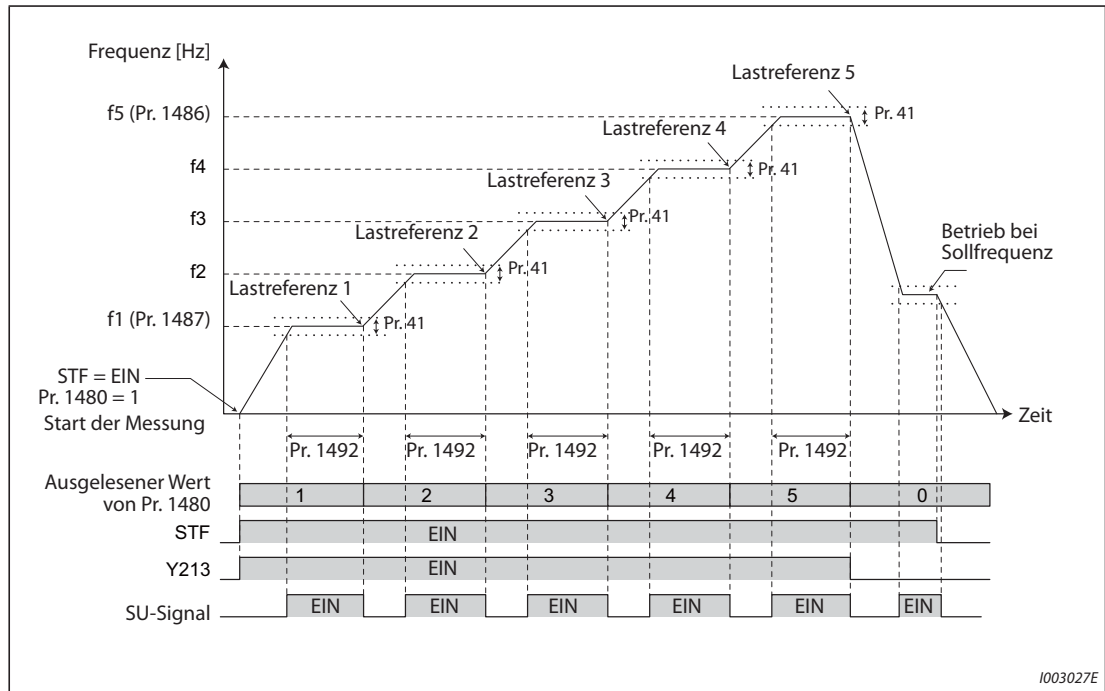 Frequenz [Hz]
Lastreferenz 5
f5 (Pr. 1486)
Pr. 41
Lastreferenz 4
f4
Pr. 41
Lastreferenz 3
f3
Pr. 41
Lastreferenz 2
Betrieb bei
Sollfrequenz
f2
Pr. 41
Lastreferenz 1
f1 (Pr. 1487)
Pr. 41
STF = EIN
Pr. 1480 = 1
Start der Messung
Zeit
Pr. 1492 Pr. 1492 Pr. 1492 Pr. 1492 Pr. 1492
Ausgelesener Wert
von Pr. 1480
1 2 3 4 5 0
STF EIN
Y213 EIN
SU-Signal EIN EIN EIN EIN EIN EIN
I003027E